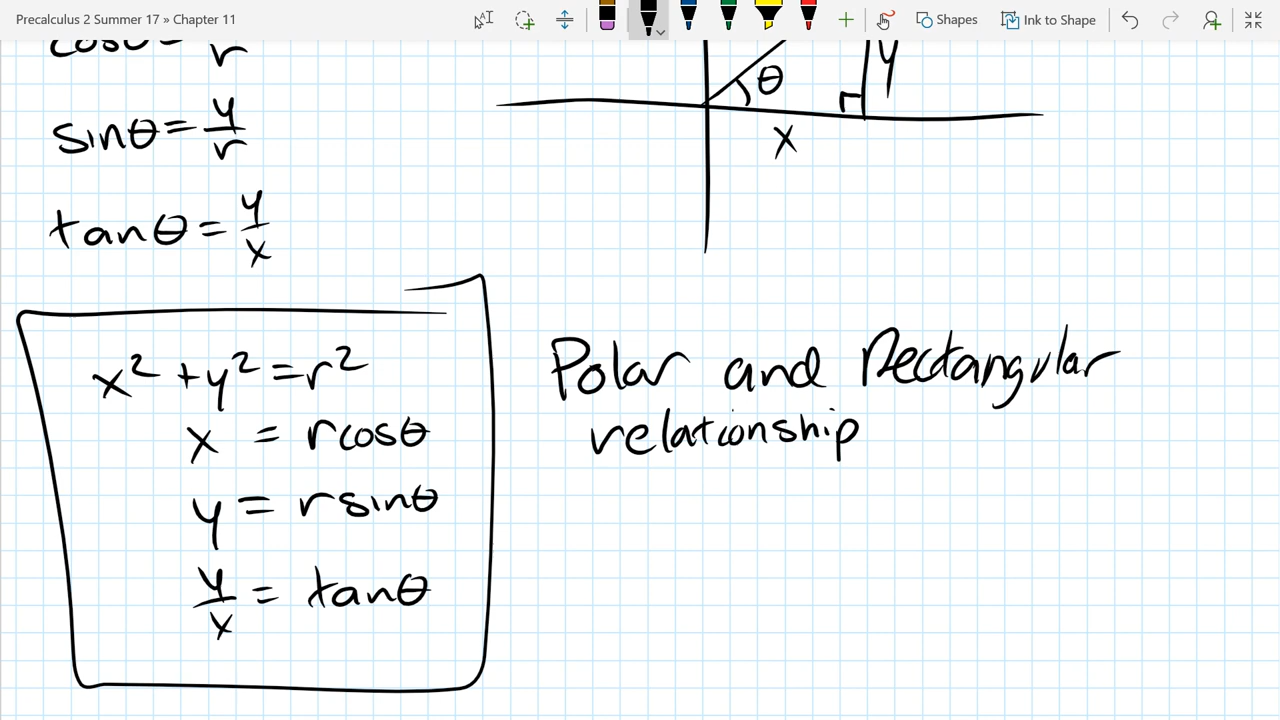 Precalculus 2 Summer 17 » Chapter 11
Shapes
Ink to Shape
cosθ = /r
sinθ = y/r
tanθ = y/x
θ
y
x
x² + y² = r²
x = rcosθ
y = rsinθ
y/x = tanθ
Polar and Rectangular
relationship